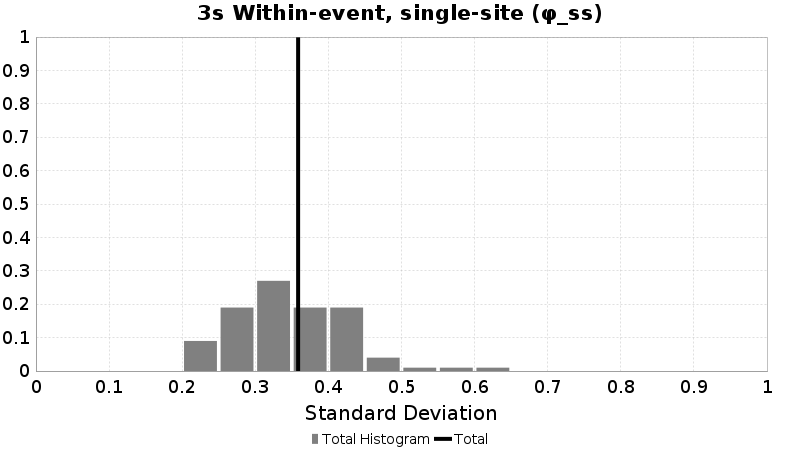 3s Within-event, single-site (φ_ss)
1
0.9
0.8
0.7
0.6
0.5
0.4
0.3
0.2
0.1
0
0 0.1 0.2 0.3 0.4 0.5 0.6 0.7 0.8 0.9 1
Standard Deviation
Total Histogram Total